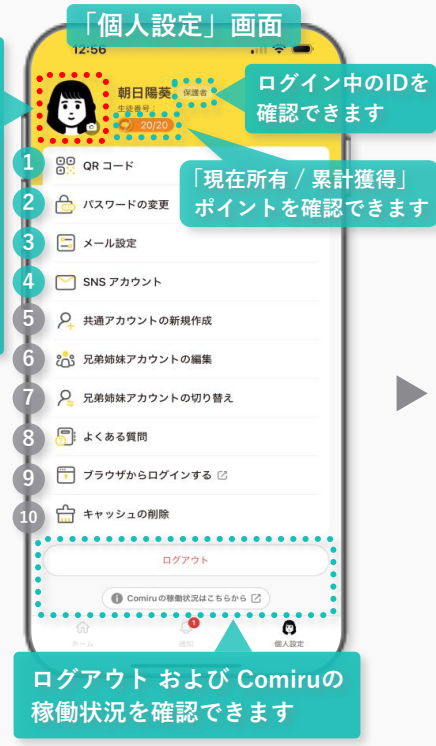 「個人設定」画面
12:56
朝日陽葵 保護者
生徒番号：
20/20
ログイン中のIDを
確認できます
「現在所有 / 累計獲得」
ポイントを確認できます
1 QR コード
2 パスワードの変更
3 メール設定
4 SNS アカウント
5 共通アカウントの新規作成
6 兄弟姉妹アカウントの編集
7 兄弟姉妹アカウントの切り替え
8 よくある質問
9 ブラウザからログインする
10 キャッシュの削除
ログアウト
Comiruの稼働状況はこちらから
1
ホーム 通知 個人設定
ログアウト および Comiruの
稼働状況を確認できます